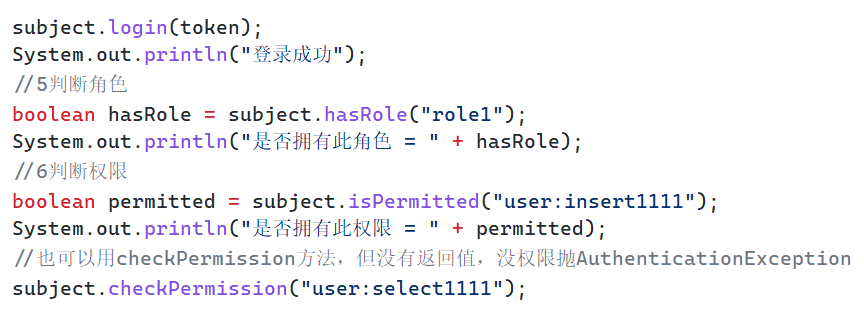 subject.login(token);
System.out.println("登录成功");
//5判断角色
boolean hasRole = subject.hasRole("role1");
System.out.println("是否拥有此角色 = " + hasRole);
//6判断权限
boolean permitted = subject.isPermitted("user:insert1111");
System.out.println("是否拥有此权限 = " + permitted);
//也可以用checkPermission方法，但没有返回值，没权限抛AuthenticationException
subject.checkPermission("user:select1111");